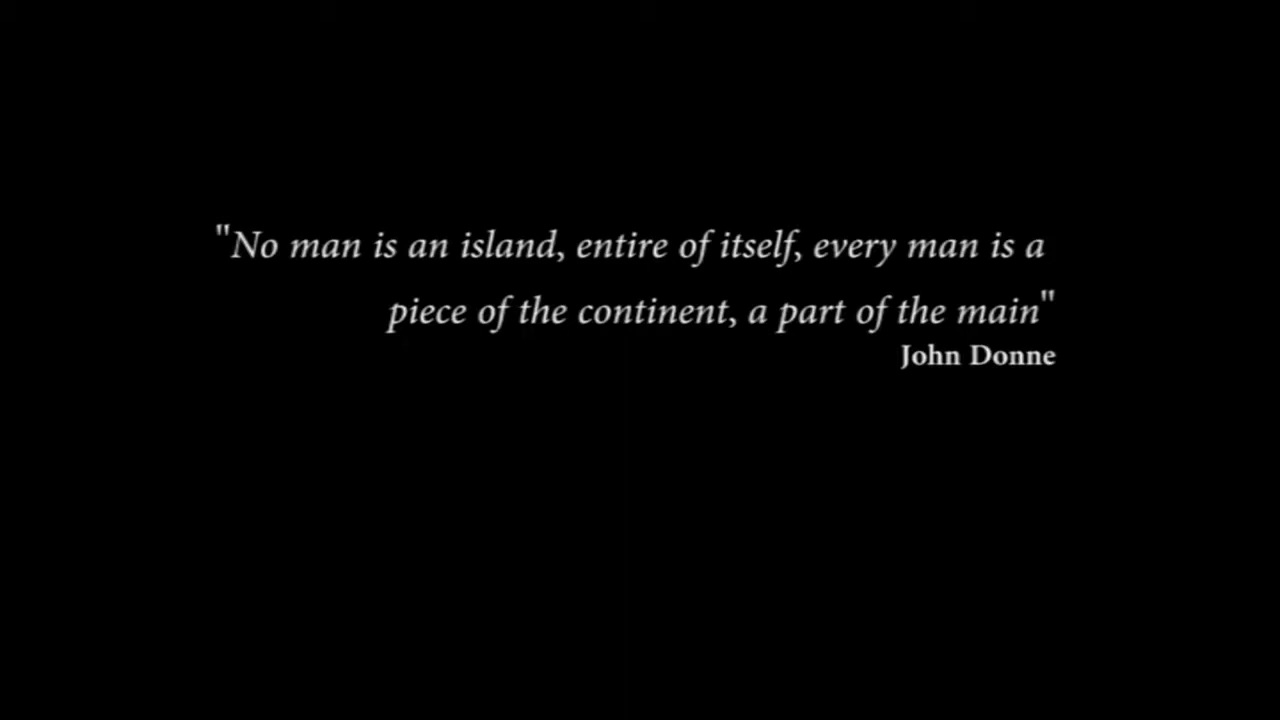 "No man is an island, entire of itself, every man is a
piece of the continent, a part of the main"
John Donne